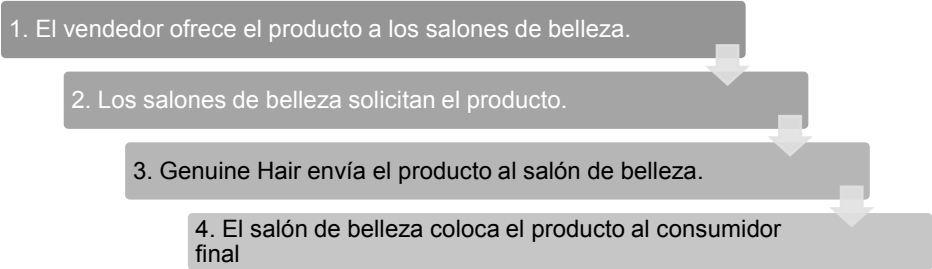 1. El vendedor ofrece el producto a los salones de belleza.
2. Los salones de belleza solicitan el producto.
3. Genuine Hair envía el producto al salón de belleza.
4. El salón de belleza coloca el producto al consumidor
final